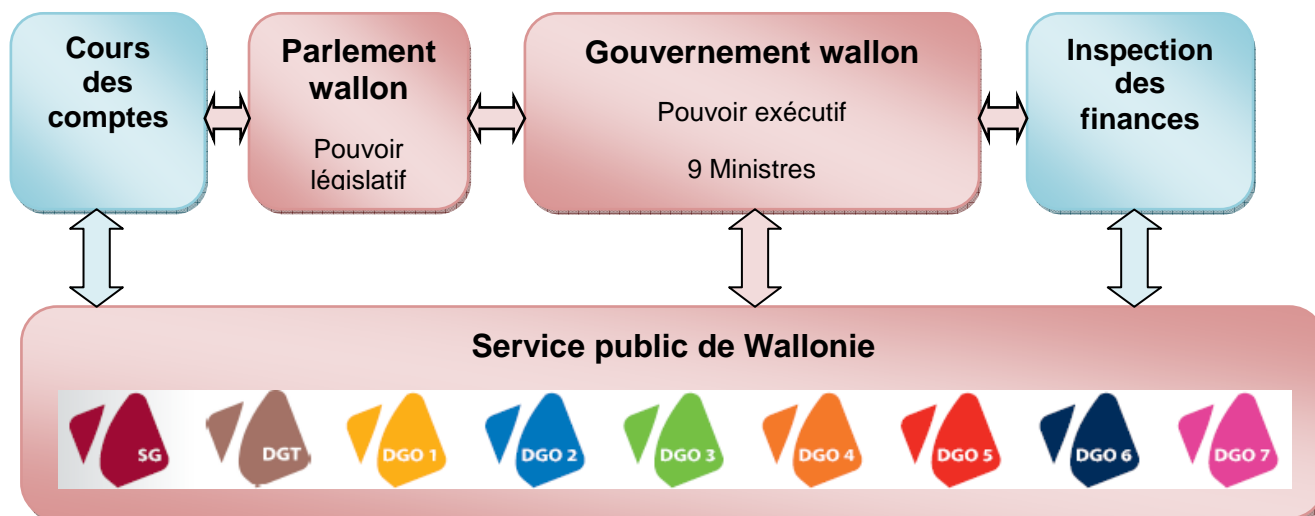 Cours
des
comptes
Parlement
wallon
Pouvoir
législatif
Gouvernement wallon
Pouvoir exécutif
9 Ministres
Inspection
des
finances
Service public de Wallonie
SG
DGT
DGO 1
DGO 2
DGO 3
DGO 4
DGO 5
DGO 6
DGO 7